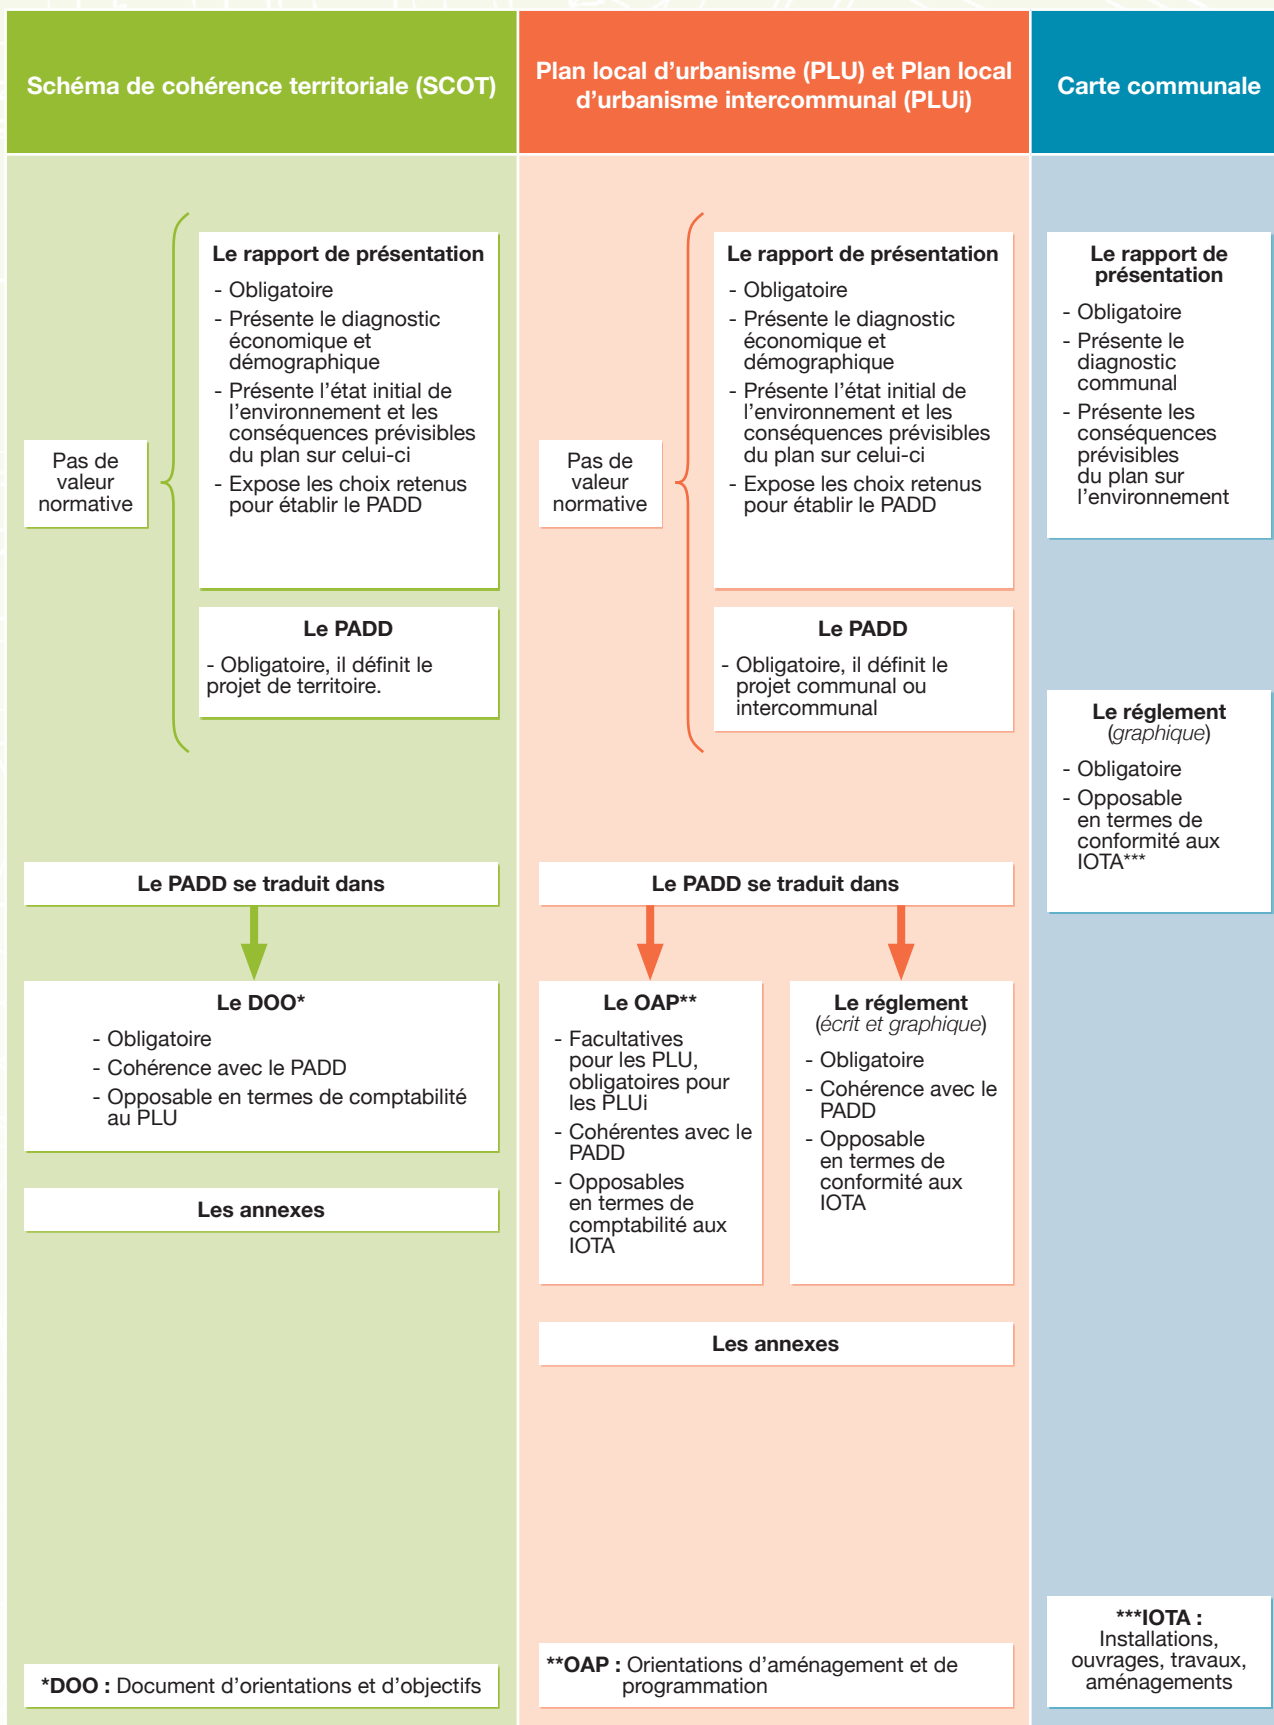 Schéma de cohérence territoriale (SCOT)
Pas de
valeur
normative
Le rapport de présentation
- Obligatoire
- Présente le diagnostic
économique et
démographique
- Présente l’état initial de
l’environnement et les
conséquences prévisibles
du plan sur celui-ci
- Expose les choix retenus
pour établir le PADD
Le PADD
- Obligatoire, il définit le
projet de territoire.
Le PADD se traduit dans
Le DOO*
- Obligatoire
- Cohérence avec le PADD
- Opposable en termes de comptabilité
au PLU
Les annexes
*DOO : Document d’orientations et d’objectifs
Plan local d’urbanisme (PLU) et Plan local
d’urbanisme intercommunal (PLUi)
Pas de
valeur
normative
Le rapport de présentation
- Obligatoire
- Présente le diagnostic
économique et
démographique
- Présente l’état initial de
l’environnement et les
conséquences prévisibles
du plan sur celui-ci
- Expose les choix retenus
pour établir le PADD
Le PADD
- Obligatoire, il définit le
projet communal ou
intercommunal
Le PADD se traduit dans
Le OAP**
- Facultatives
pour les PLU,
obligatoires pour
les PLUi
- Cohérentes avec le
PADD
- Opposables
en termes de
comptabilité aux
IOTA
Le réglement
(écrit et graphique)
- Obligatoire
- Cohérence avec le
PADD
- Opposable
en termes de
conformité aux
IOTA
Les annexes
**OAP : Orientations d’aménagement et de
programmation
Carte communale
Le rapport de
présentation
- Obligatoire
- Présente le
diagnostic
communal
- Présente les
conséquences
prévisibles
du plan sur
l’environnement
Le réglement
(graphique)
- Obligatoire
- Opposable
en termes de
conformité aux
IOTA***
***IOTA :
Installations,
ouvrages, travaux,
aménagements